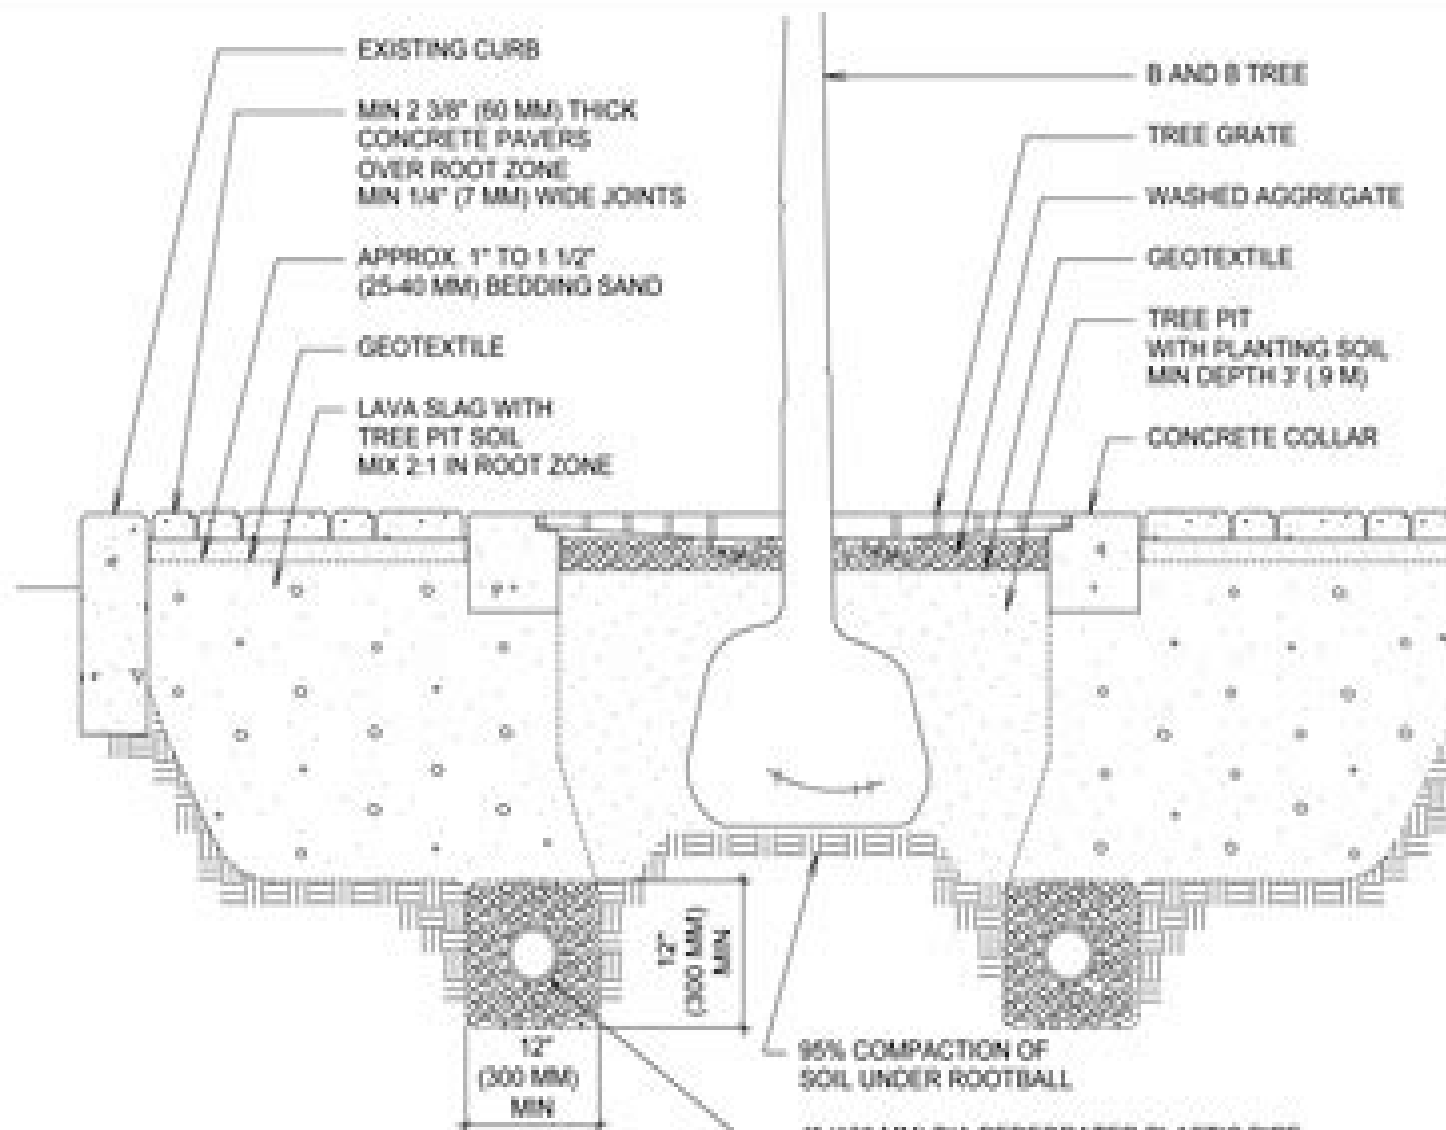 EXISTING CURB
MIN 2 3/8" (60 MM) THICK
CONCRETE PAVERS
OVER ROOT ZONE
MIN 1/4" (7 MM) WIDE JOINTS
APPROX. 1" TO 1 1/2"
(25-40 MM) BEDDING SAND
GEOTEXTILE
LAVA SLAG WITH
TREE PIT SOIL
MIX 2:1 IN ROOT ZONE
B AND B TREE
TREE GRATE
WASHED AGGREGATE
GEOTEXTILE
TREE PIT
WITH PLANTING SOIL
MIN DEPTH 3' (.9 M)
CONCRETE COLLAR
12"
(300 MM)
MIN
12"
(300 MM)
MIN
95% COMPACTION OF
SOIL UNDER ROOTBALL